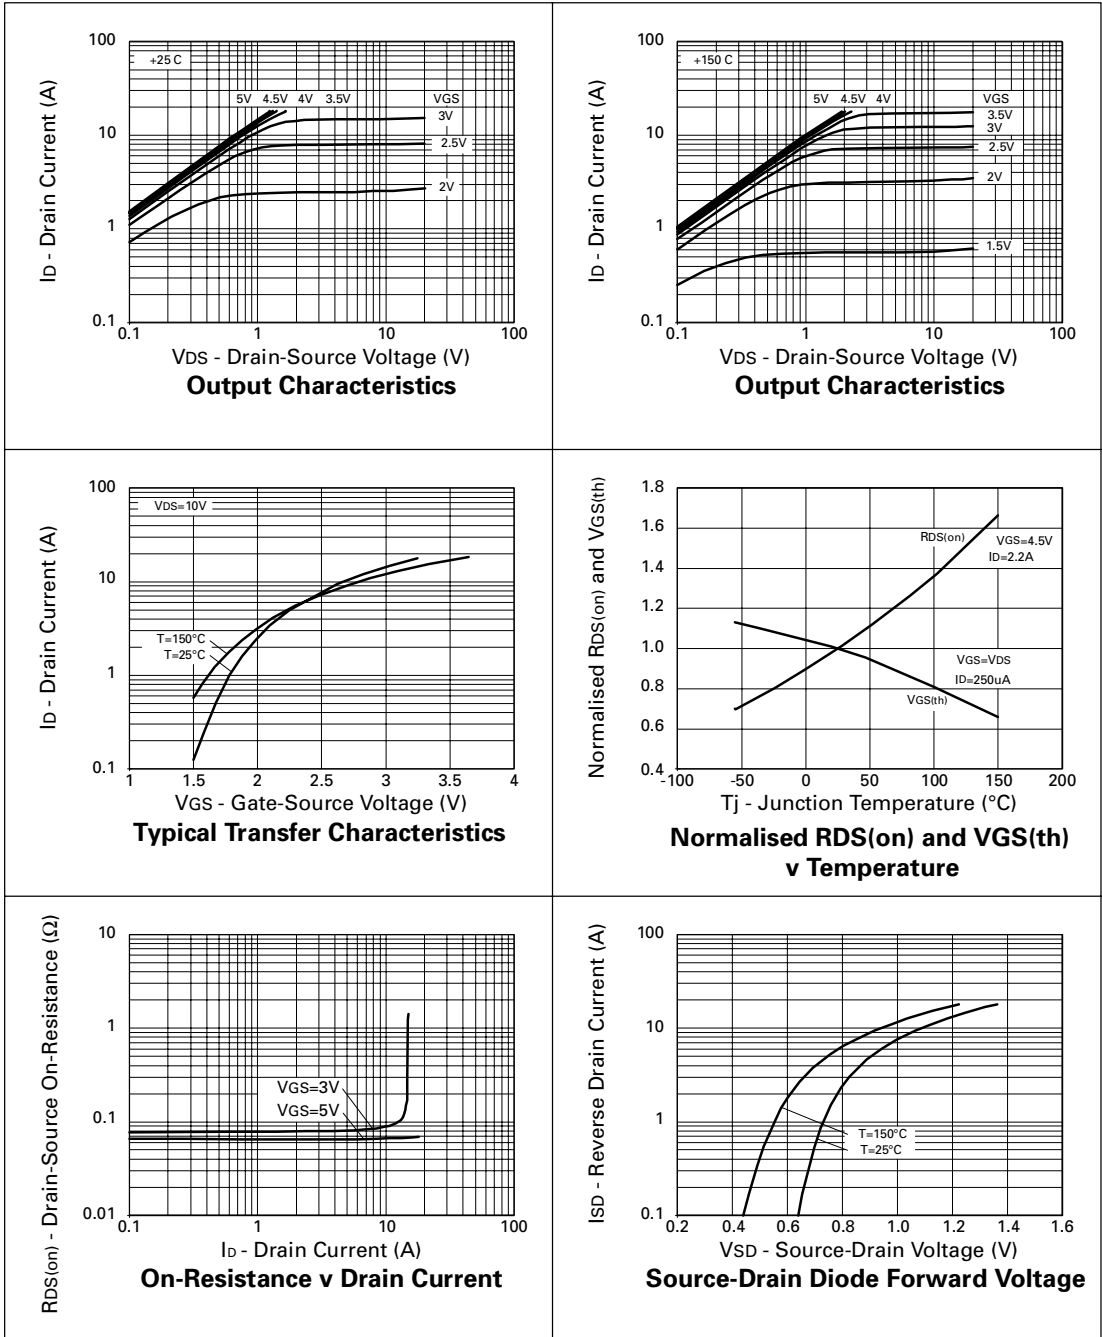 100
+25 C
5V 4.5V 4V 3.5V VGS
3V
10
2.5V
2V
1
0.1
0.1 1 10 100
ID - Drain Current (A)
VDS - Drain-Source Voltage (V)
Output Characteristics
100
+150 C
5V 4.5V 4V VGS
3.5V
10
3V
2.5V
2V
1
1.5V
0.1
0.1 1 10 100
ID - Drain Current (A)
VDS - Drain-Source Voltage (V)
Output Characteristics
100
VDS=10V
10
T=150°C
T=25°C
1
0.1
1 1.5 2 2.5 3 3.5 4
ID - Drain Current (A)
VGS - Gate-Source Voltage (V)
Typical Transfer Characteristics
1.8
1.6
RDS(on)
VGS=4.5V
ID=2.2A
1.4
1.2
1.0
VGS=VDS
ID=250uA
0.8
VGS(th)
0.6
0.4
-100 -50 0 50 100 150 200
Normalised RDS(on) and VGS(th)
Tj - Junction Temperature (°C)
Normalised RDS(on) and VGS(th)
v Temperature
10
1
VGS=3V
VGS=5V
0.1
0.01
0.1 1 10 100
RDS(on) - Drain-Source On-Resistance (Ω)
ID - Drain Current (A)
On-Resistance v Drain Current
100
10
1
T=150°C
T=25°C
0.1
0.2 0.4 0.6 0.8 1.0 1.2 1.4 1.6
ISD - Reverse Drain Current (A)
VSD - Source-Drain Voltage (V)
Source-Drain Diode Forward Voltage